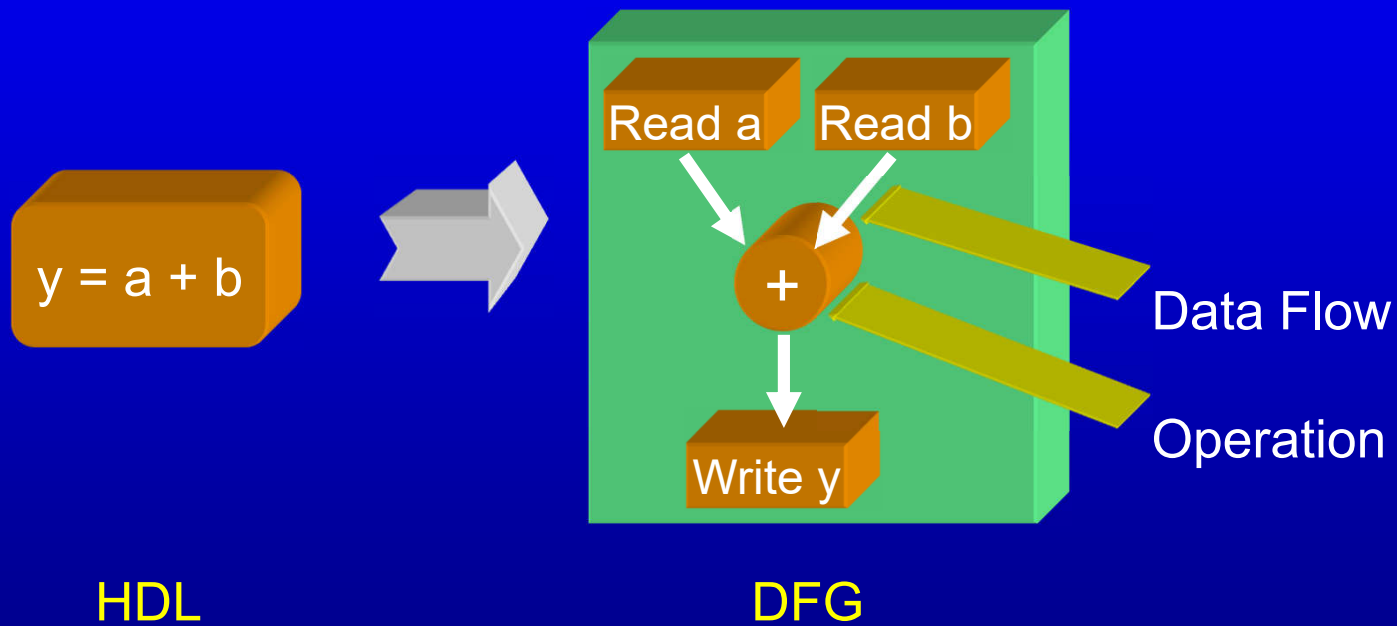 Read a
Read b
y = a + b
+
Data Flow
Operation
Write y
HDL
DFG